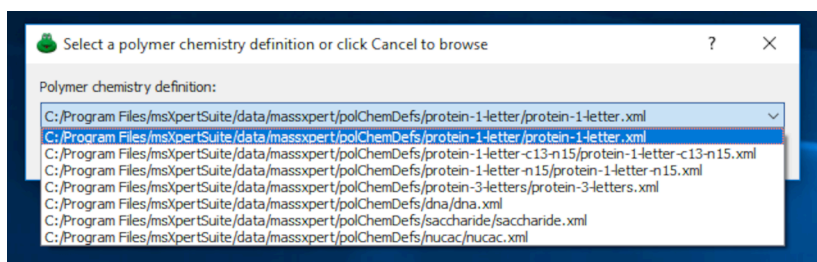 Select a polymer chemistry definition or click Cancel to browse ?
Polymer chemistry definition:
C:/Program Files/msXpertSuite/data/massxpert/polChemDefs/protein-1-letter/protein-1-letter.xml
C:/Program Files/msXpertSuite/data/massxpert/polChemDefs/protein-1-letter/protein-1-letter.xml
C:/Program Files/msXpertSuite/data/massxpert/polChemDefs/protein-1-letter-c13-n15/protein-1-letter-c13-n15.xml
C:/Program Files/msXpertSuite/data/massxpert/polChemDefs/protein-1-letter-n15/protein-1-letter-n15.xml
C:/Program Files/msXpertSuite/data/massxpert/polChemDefs/protein-3-letters/protein-3-letters.xml
C:/Program Files/msXpertSuite/data/massxpert/polChemDefs/dna/dna.xml
C:/Program Files/msXpertSuite/data/massxpert/polChemDefs/saccharide/saccharide.xml
C:/Program Files/msXpertSuite/data/massxpert/polChemDefs/nucac/nucac.xml